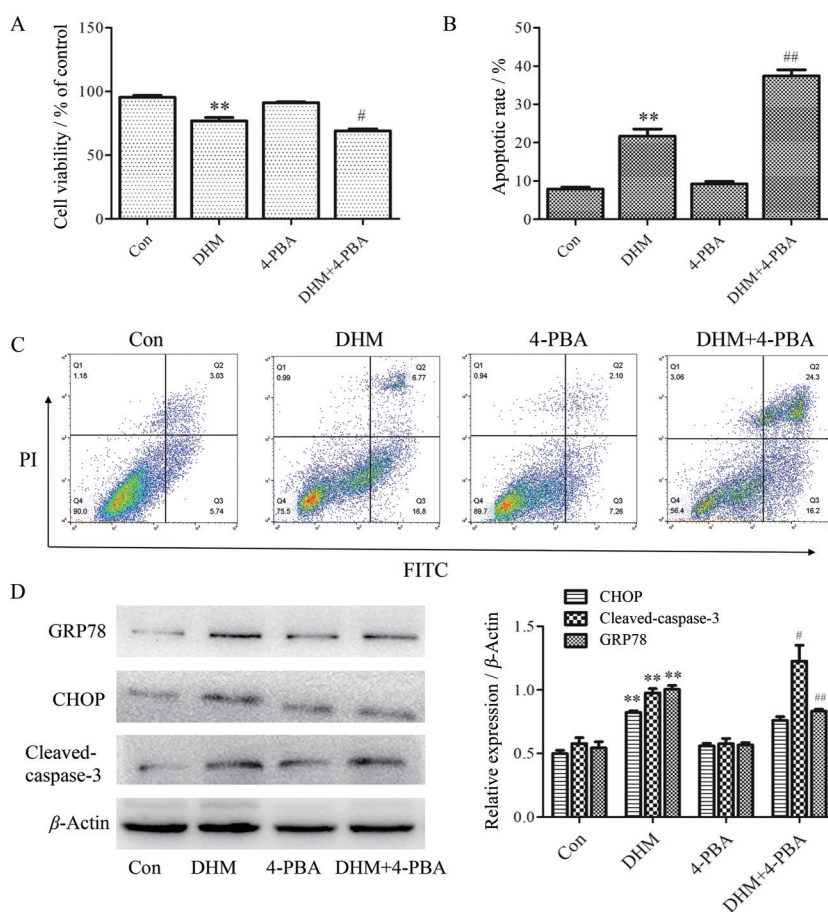 A
Cell viability / % of control
150
100
50
0
Con
DHM
4-PBA
DHM+4-PBA
**
#
B
Apoptotic rate / %
50
40
30
20
10
0
Con
DHM
4-PBA
DHM+4-PBA
**
##
C
Con
DHM
4-PBA
DHM+4-PBA
PI
Q1
1.18
Q2
3.03
Q4
90.0
Q3
5.74
Q1
0.99
Q2
6.77
Q4
75.5
Q3
16.8
Q1
0.94
Q2
2.10
Q4
89.7
Q3
7.26
Q1
3.06
Q2
24.3
Q4
56.4
Q3
16.2
FITC
D
GRP78
CHOP
Cleaved-
caspase-3
β-Actin
Con
DHM
4-PBA
DHM+4-PBA
CHOP
Cleaved-caspase-3
GRP78
Relative expression / β-Actin
1.5
1.0
0.5
0.0
** ** **
#
##
Con
DHM
4-PBA
DHM+4-PBA